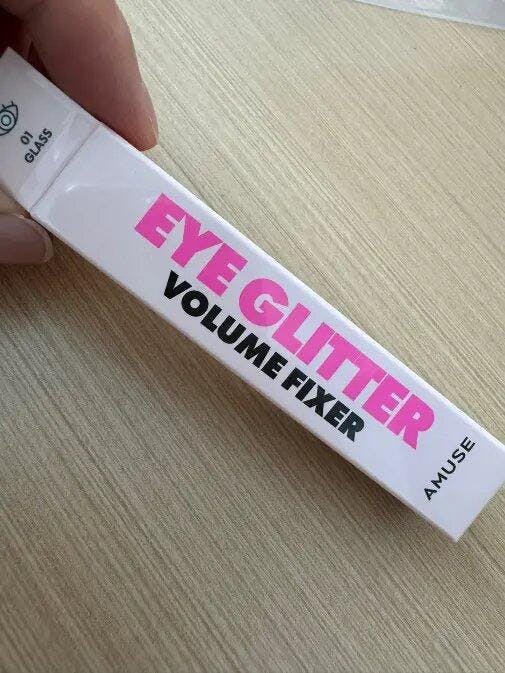 01
GLASS
EYE GLITTER
VOLUME FIXER
AMUSE